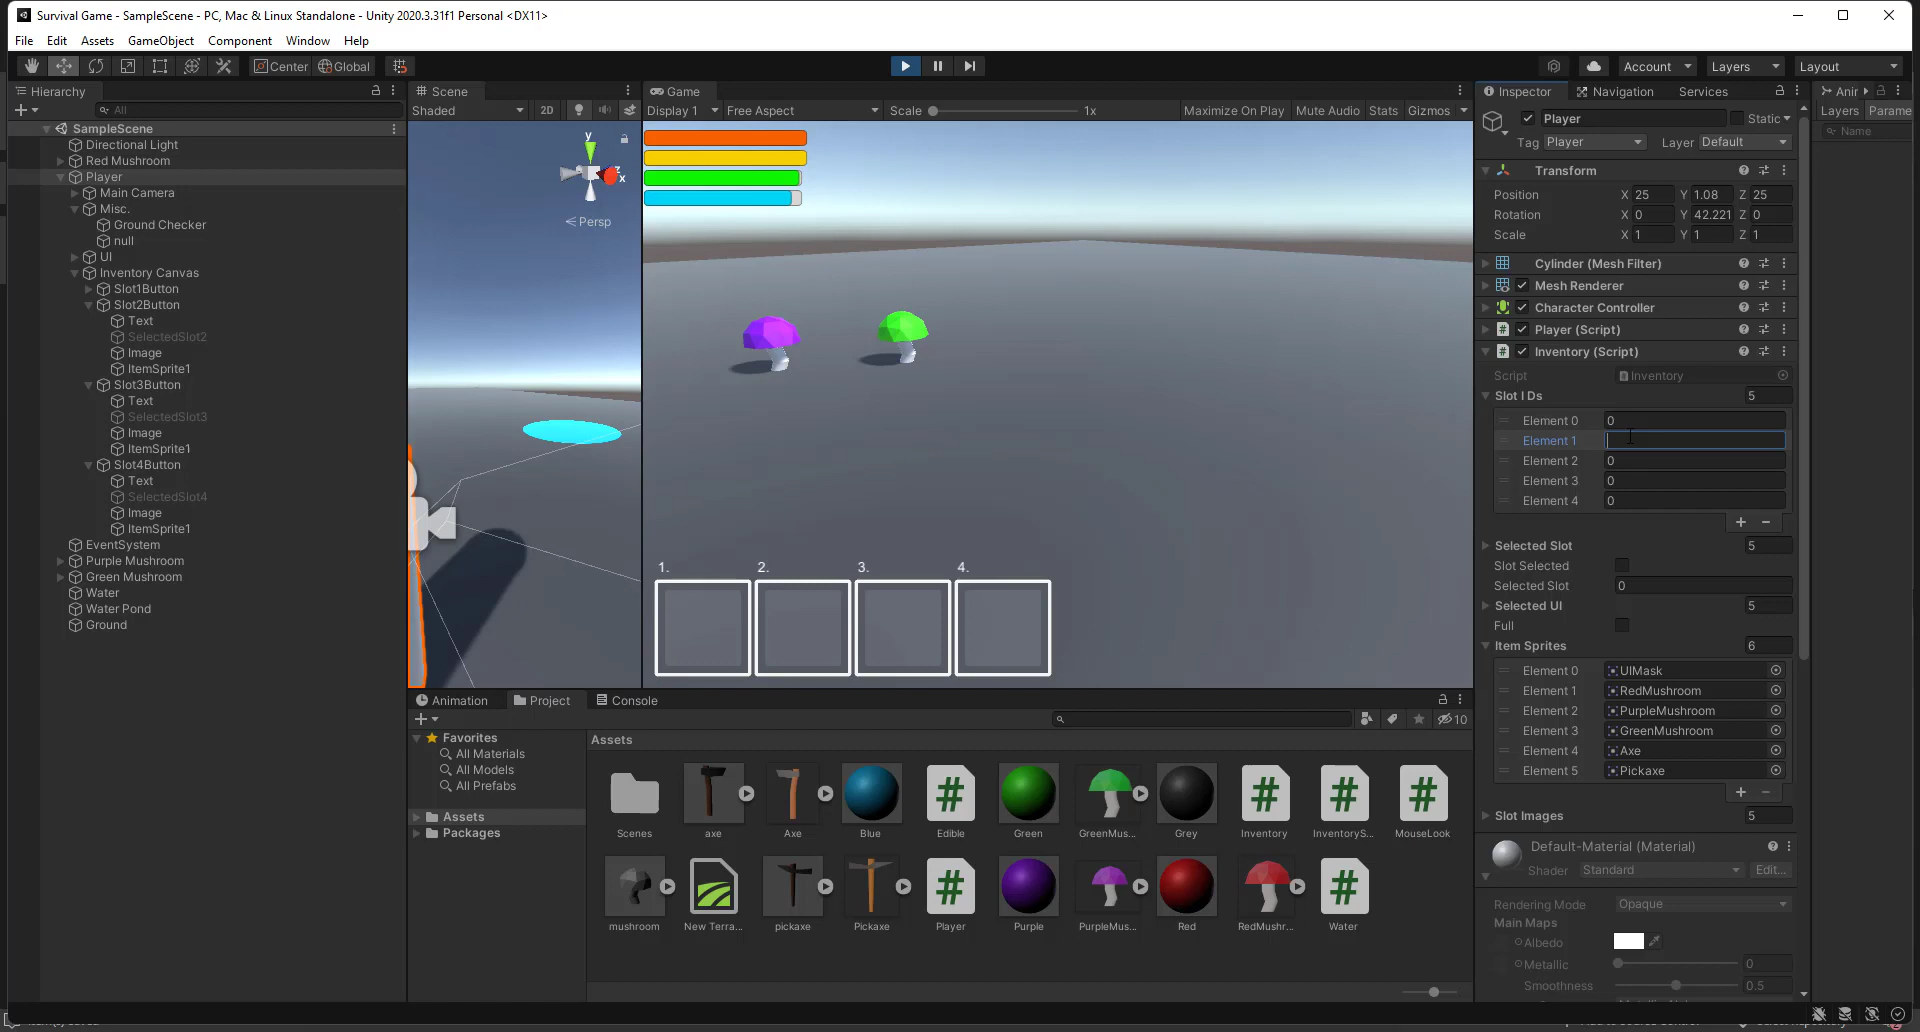 Survival Game - SampleScene - PC, Mac & Linux Standalone - Unity 2020.3.31f1 Personal <DX11>
File Edit Assets GameObject Component Window Help
Center Global Account Layers Layout
Hierarchy
All
SampleScene
Directional Light
Red Mushroom
Player
Main Camera
Misc.
Ground Checker
null
UI
Inventory Canvas
Slot1Button
Slot2Button
Text
SelectedSlot2
Image
ItemSprite1
Slot3Button
Text
SelectedSlot3
Image
ItemSprite1
Slot4Button
Text
SelectedSlot4
Image
ItemSprite1
EventSystem
Purple Mushroom
Green Mushroom
Water
Water Pond
Ground
Scene
Shaded 2D
y
x
Persp
Game
Display 1 Free Aspect Scale 1x Maximize On Play Mute Audio Stats Gizmos
1. 2. 3. 4.
Animation Project Console
10
Favorites
All Materials
All Models
All Prefabs
Assets
Packages
Assets
Scenes axe Axe Blue Edible Green GreenMus... Grey Inventory InventoryS... MouseLook
mushroom New Terra... pickaxe Pickaxe Player Purple PurpleMus... Red RedMushr... Water
Inspector Navigation Services
Player Static
Tag Player Layer Default
Transform
Position X 25 Y 1.08 Z 25
Rotation X 0 Y 42.221 Z 0
Scale X 1 Y 1 Z 1
Cylinder (Mesh Filter)
Mesh Renderer
Character Controller
Player (Script)
Inventory (Script)
Script Inventory
Slot I Ds 5
Element 0 0
Element 1
Element 2 0
Element 3 0
Element 4 0
Selected Slot 5
Slot Selected
Selected Slot 0
Selected UI 5
Full
Item Sprites 6
Element 0 UIMask
Element 1 RedMushroom
Element 2 PurpleMushroom
Element 3 GreenMushroom
Element 4 Axe
Element 5 Pickaxe
Slot Images 5
Default-Material (Material)
Shader Standard Edit...
Rendering Mode Opaque
Main Maps
Albedo
Metallic 0
Smoothness 0.5
Anir
Layers Parame
Name